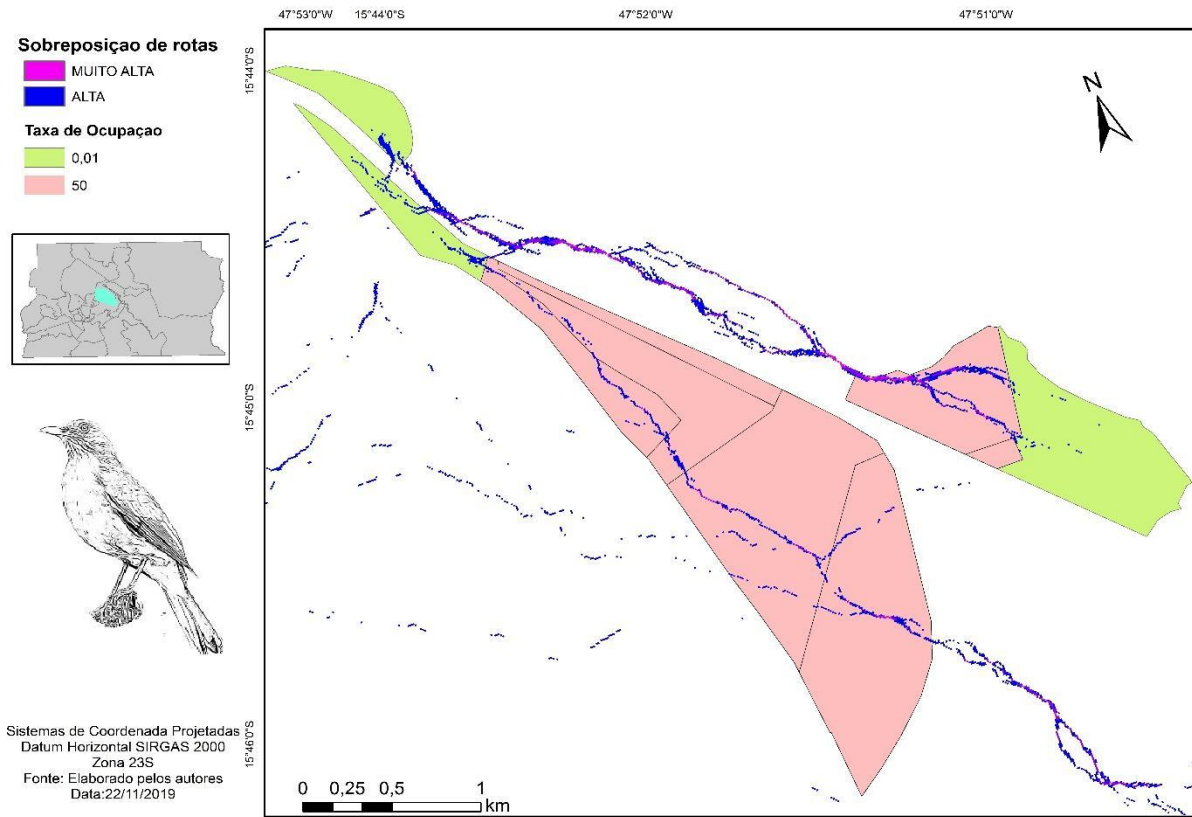 47°53'0"W
15°44'0"S
47°52'0"W
47°51'0"W
Sobreposiçao de rotas
MUITO ALTA
ALTA
Taxa de Ocupaçao
0,01
50
15°44'0"S
15°45'0"S
15°46'0"S
N
Sistemas de Coordenada Projetadas
Datum Horizontal SIRGAS 2000
Zona 23S
Fonte: Elaborado pelos autores
Data:22/11/2019
0 0,25 0,5 1
km